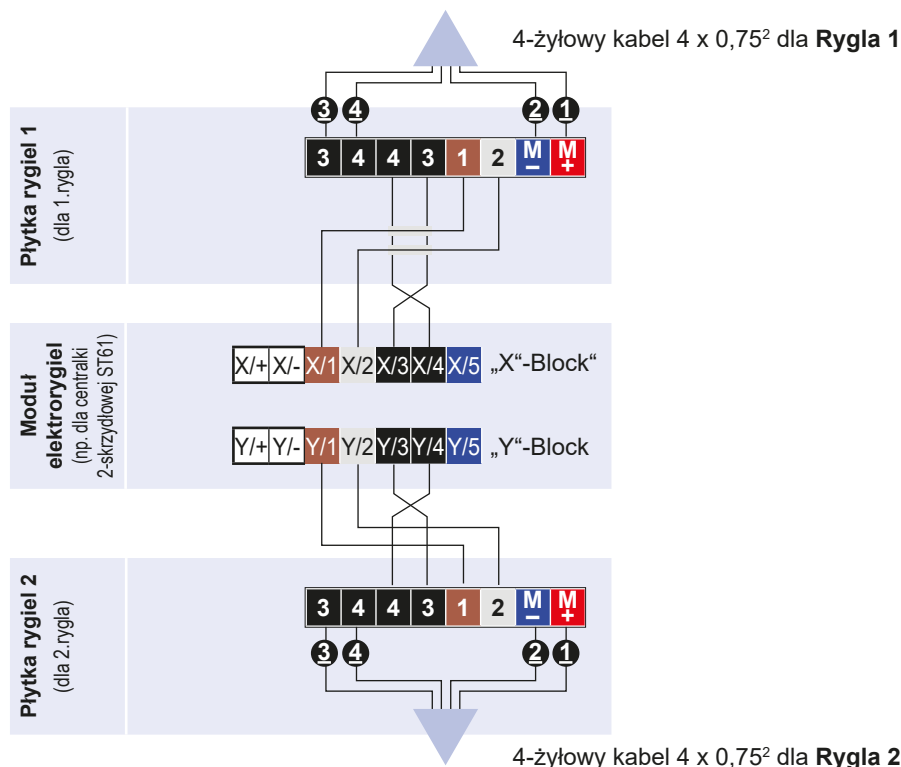 4-żyłowy kabel 4 x 0,75² dla Rygla 1
3 4 2 1
Płytka rygiel 1
(dla 1.rygla)
3 4 4 3 1 2 M– M+
Moduł
elektrorygiel
(np. dla centralki
2-skrzydłowej ST61)
X/+ X/- X/1 X/2 X/3 X/4 X/5 „X“-Block“
Y/+ Y/- Y/1 Y/2 Y/3 Y/4 Y/5 „Y“-Block
Płytka rygiel 2
(dla 2.rygla)
3 4 4 3 1 2 M– M+
3 4 2 1
4-żyłowy kabel 4 x 0,75² dla Rygla 2